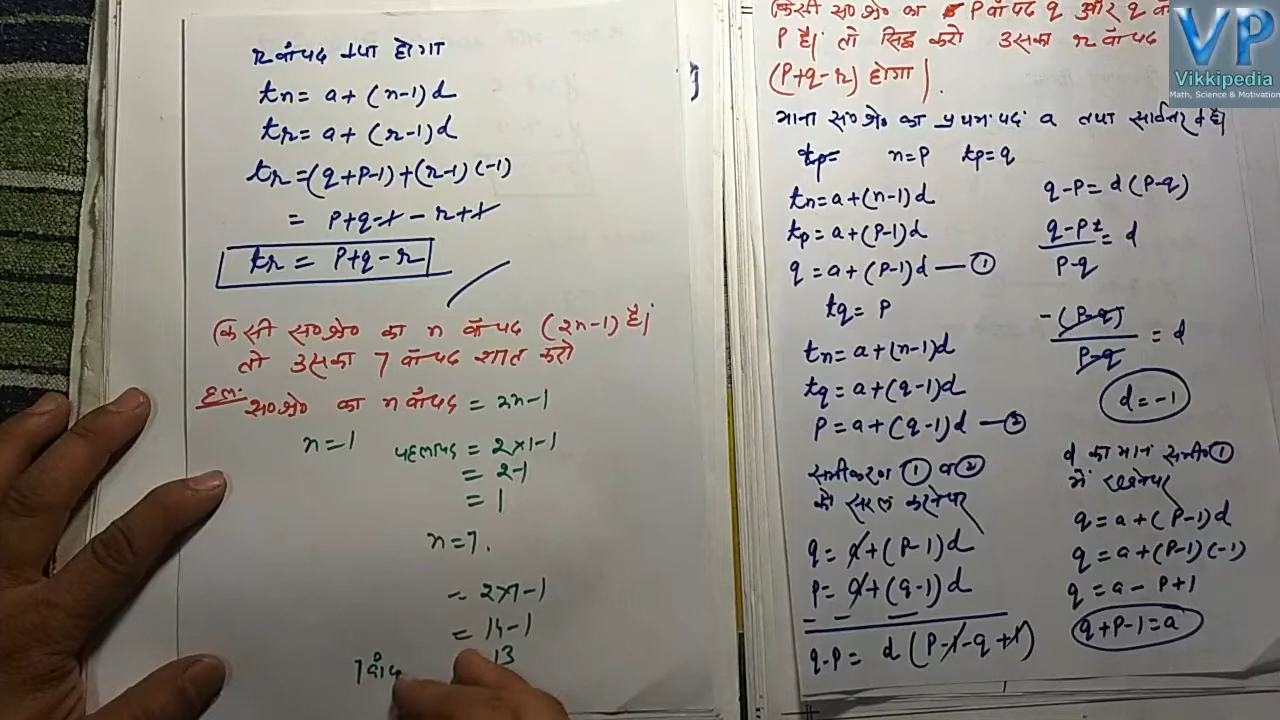 r वाँ पद क्या होगा
tn = a + (n-1)d
tr = a + (r-1)d
tr = (q+p-1)+(r-1)(-1)
= p+q-1-r+1
tr = p+q-r
किसी स०श्रे० का n वाँ पद (2n-1) है।
तो उसका 7 वाँ पद ज्ञात करो
हल:- स०श्रे० का n वाँ पद = 2n-1
n=1 पहला पद = 2×1-1
= 2-1
= 1
n=7.
= 2×7-1
= 14-1
13
7 वाँ पद
किसी स०श्रे० का p वाँ पद q और q वाँ
p है। तो सिद्ध करो उसका r वाँ पद
(p+q-r) होगा।
माना स०श्रे० का प्रथम पद a तथा सार्वान्तर d है।
tp= n=p tp=q
tn = a+(n-1)d
tp = a+(p-1)d
q = a+(p-1)d — ①
tq = p
tn = a+(n-1)d
tq = a+(q-1)d
p = a+(q-1)d — ②
समीकरण ① व ②
को सरल करने पर
q = a+(p-1)d
p = a+(q-1)d
- - -
q-p = d(p-1-q+1)
q-p = d(p-q)
q-p = d
p-q
-(p-q) = d
p-q
d=-1
d का मान समी० ①
में रखने पर
q = a+(p-1)d
q = a+(p-1)(-1)
q = a-p+1
q+p-1=a
VP
Vikkipedia
Math, Science & Motivation